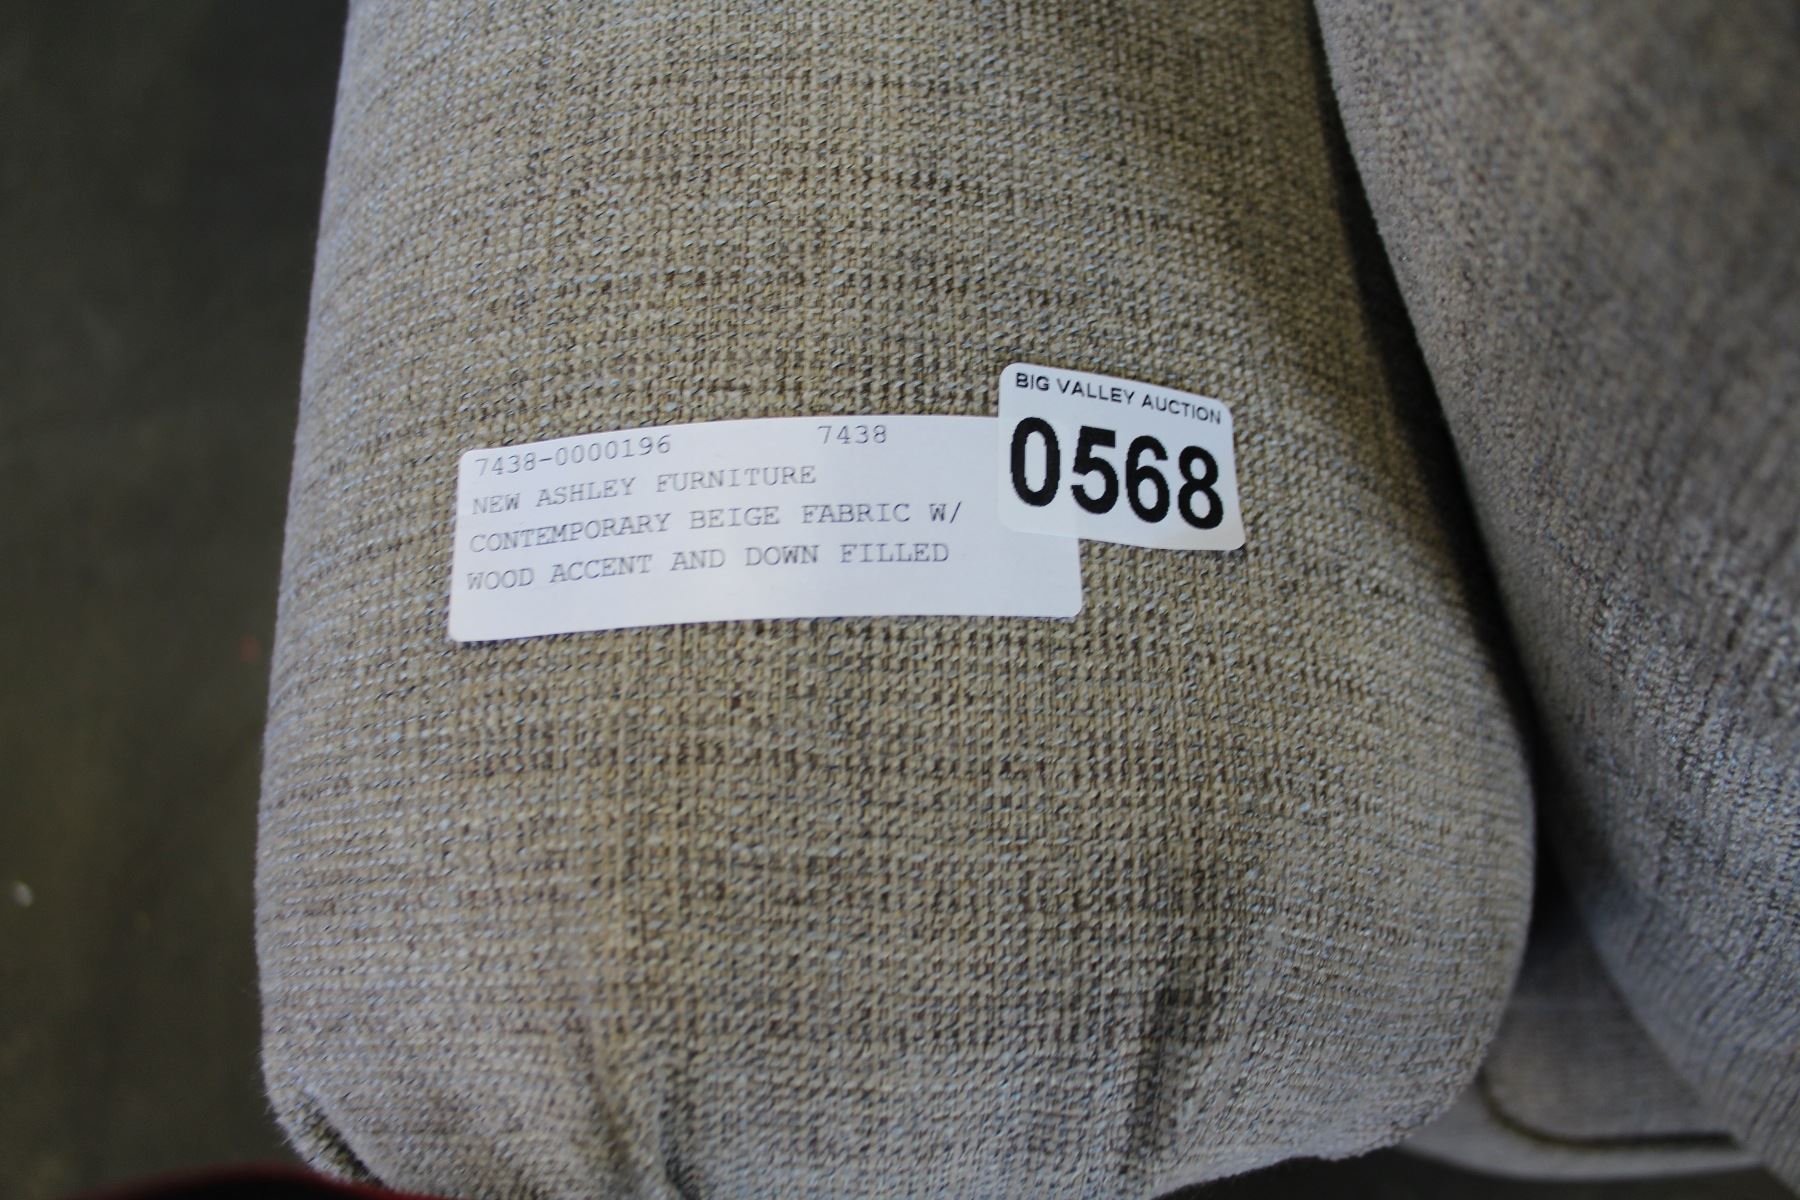 7438-0000196 7438
NEW ASHLEY FURNITURE
CONTEMPORARY BEIGE FABRIC W/
WOOD ACCENT AND DOWN FILLED
BIG VALLEY AUCTION
0568